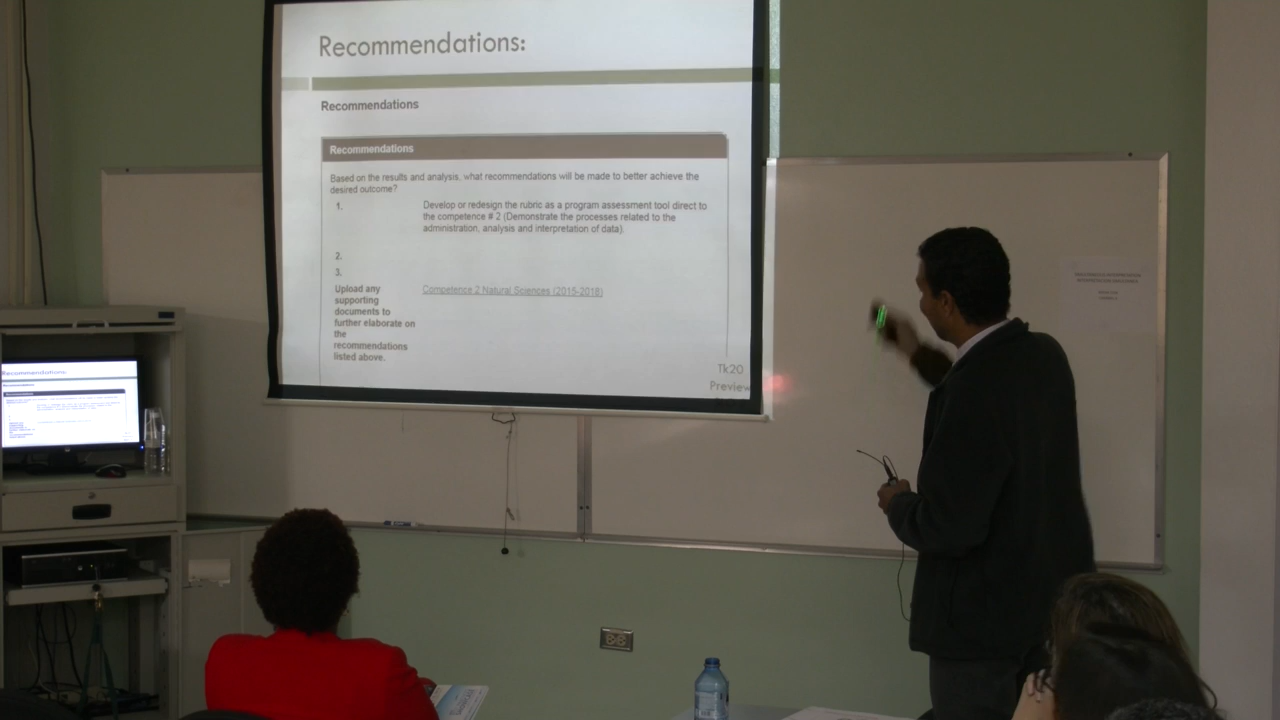 Recommendations:
Recommendations
Recommendations
Based on the results and analysis, what recommendations will be made to better achieve the
desired outcome?
1. Develop or redesign the rubric as a program assessment tool direct to
the competence # 2 (Demonstrate the processes related to the
administration, analysis and interpretation of data).
2.
3.
Upload any Competence 2 Natural Sciences (2015-2018)
supporting
documents to
further elaborate on
the
recommendations
listed above.
Tk20
Preview
Recommendations: